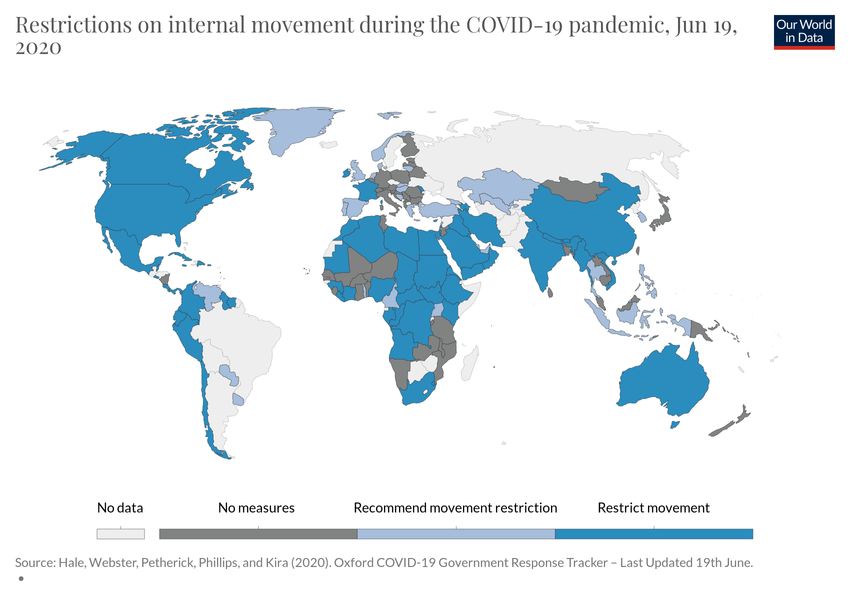 Restrictions on internal movement during the COVID-19 pandemic, Jun 19,
2020
Our World
in Data
No data
No measures
Recommend movement restriction
Restrict movement
Source: Hale, Webster, Petherick, Phillips, and Kira (2020). Oxford COVID-19 Government Response Tracker – Last Updated 19th June.